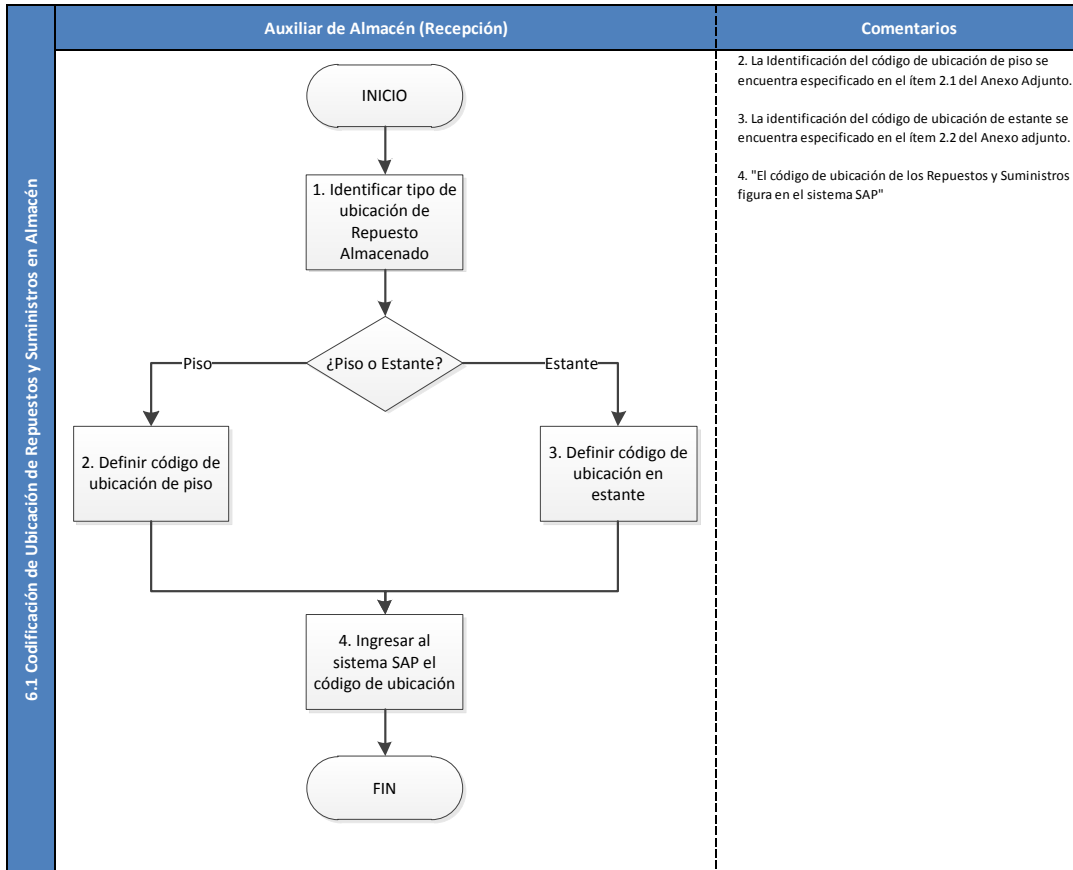 6.1 Codificación de Ubicación de Repuestos y Suministros en Almacén
Auxiliar de Almacén (Recepción)
INICIO
1. Identificar tipo de
ubicación de
Repuesto
Almacenado
¿Piso o Estante?
Piso
Estante
2. Definir código de
ubicación de piso
3. Definir código de
ubicación en
estante
4. Ingresar al
sistema SAP el
código de ubicación
FIN
Comentarios
2. La Identificación del código de ubicación de piso se
encuentra especificado en el ítem 2.1 del Anexo Adjunto.
3. La identificación del código de ubicación de estante se
encuentra especificado en el ítem 2.2 del Anexo adjunto.
4. "El código de ubicación de los Repuestos y Suministros
figura en el sistema SAP"